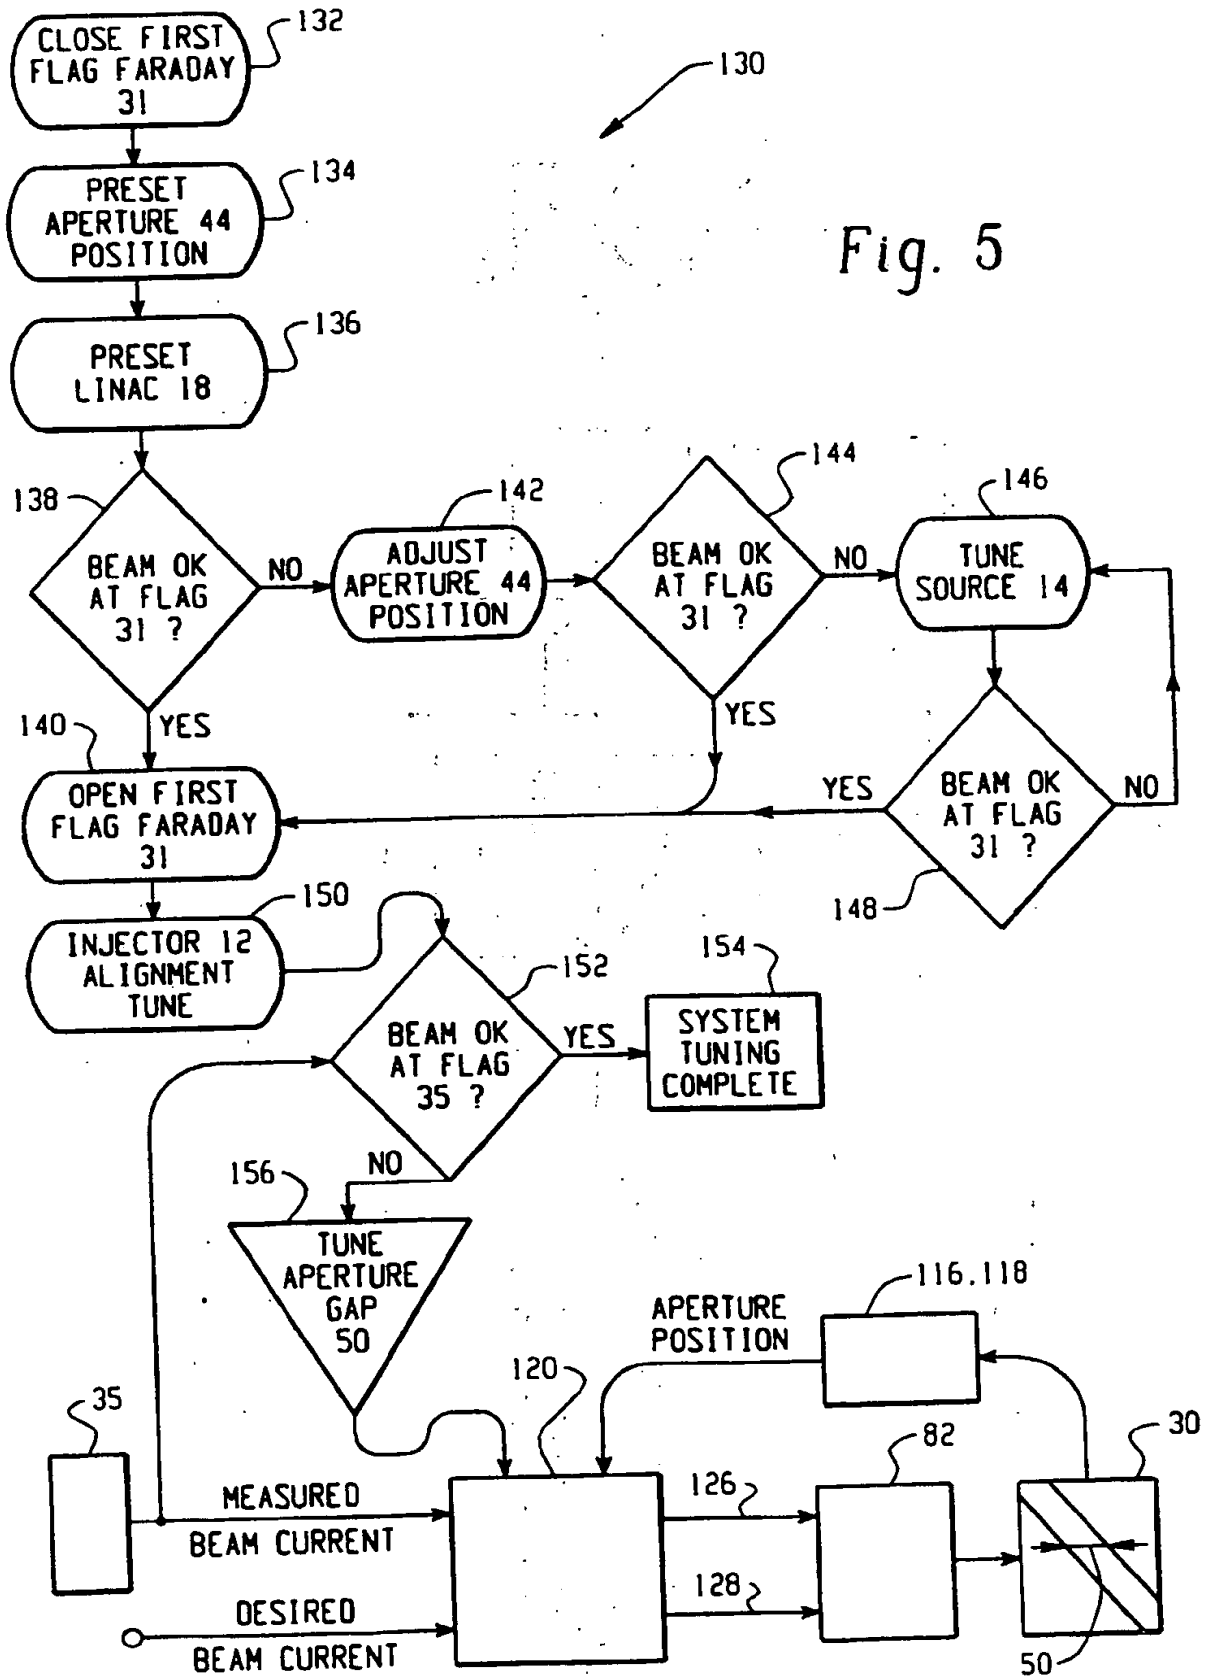 CLOSE FIRST
FLAG FARADAY
31
132
130
PRESET
APERTURE 44
POSITION
134
Fig. 5
PRESET
LINAC 18
136
138
BEAM OK
AT FLAG
31 ?
NO
142
ADJUST
APERTURE 44
POSITION
144
BEAM OK
AT FLAG
31 ?
NO
146
TUNE
SOURCE 14
YES
YES
140
OPEN FIRST
FLAG FARADAY
31
YES
BEAM OK
AT FLAG
31 ?
NO
148
150
INJECTOR 12
ALIGNMENT
TUNE
152
BEAM OK
AT FLAG
35 ?
YES
154
SYSTEM
TUNING
COMPLETE
NO
156
TUNE
APERTURE
GAP
50
APERTURE
POSITION
116,118
120
35
MEASURED
BEAM CURRENT
DESIRED
BEAM CURRENT
126
128
82
30
50